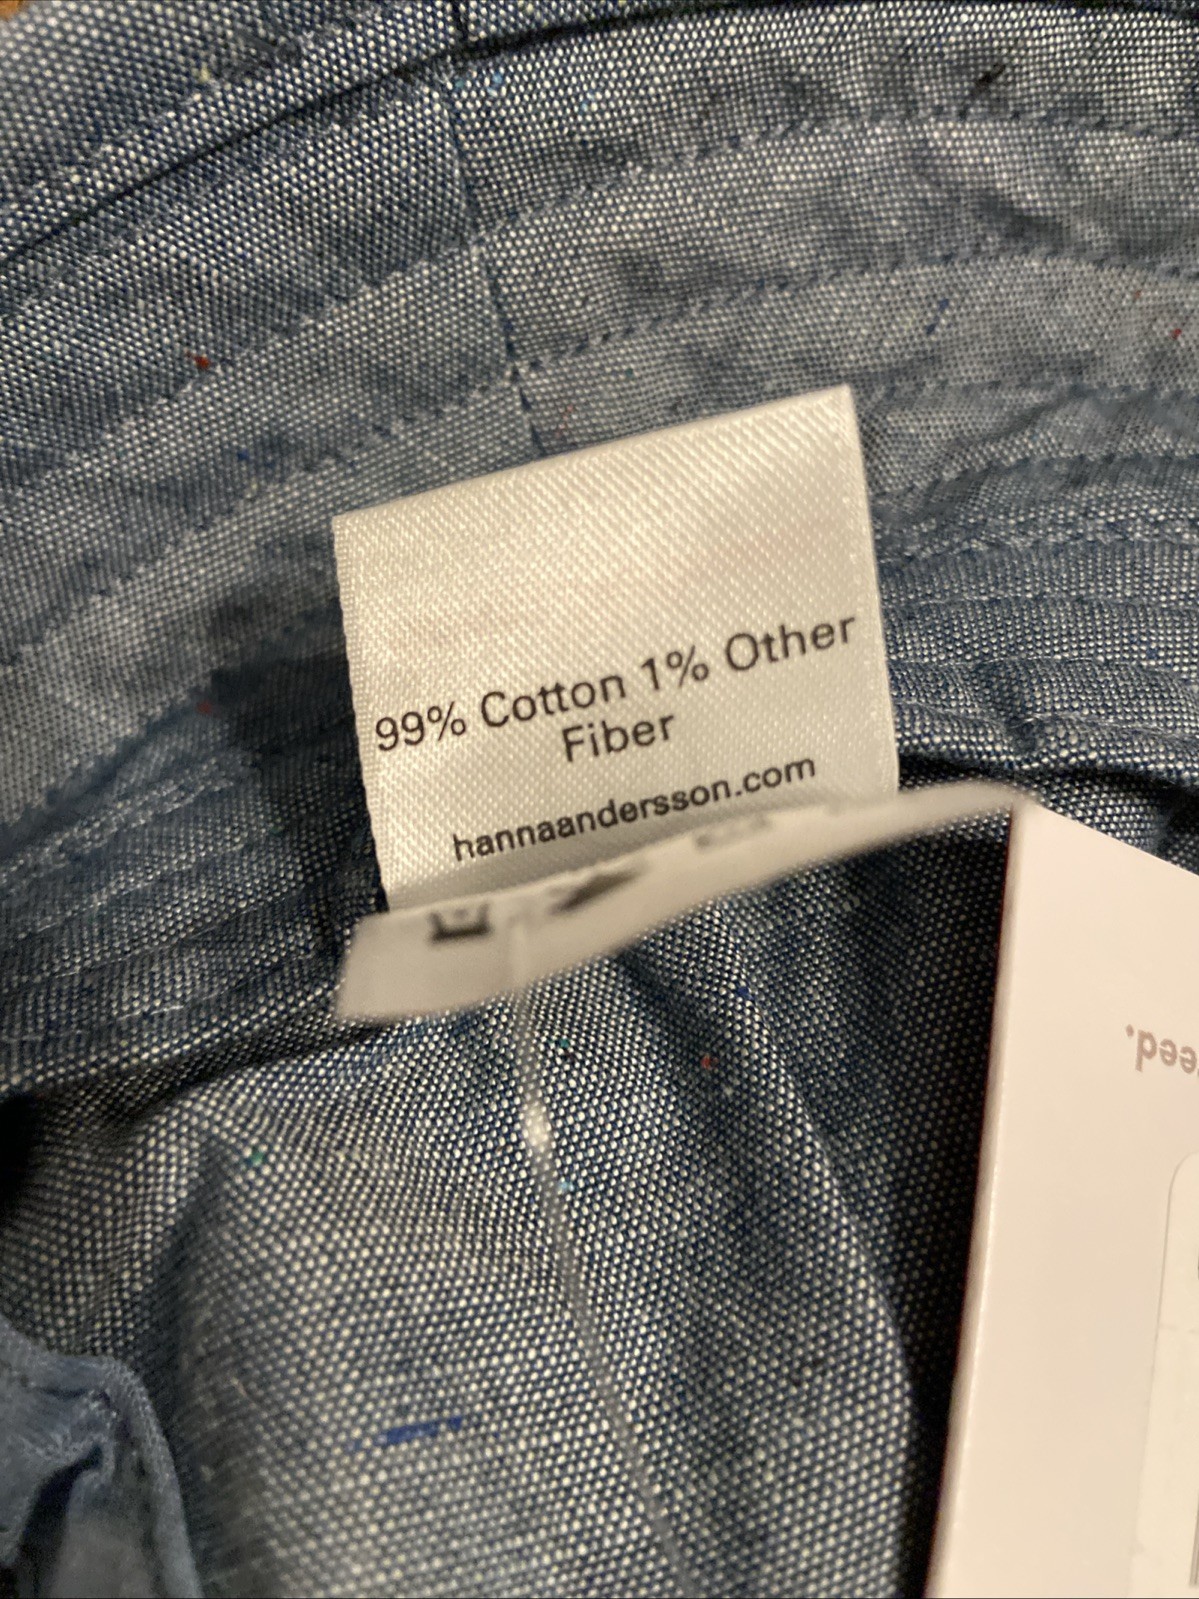 99% Cotton 1% Other
Fiber
hannaandersson.com